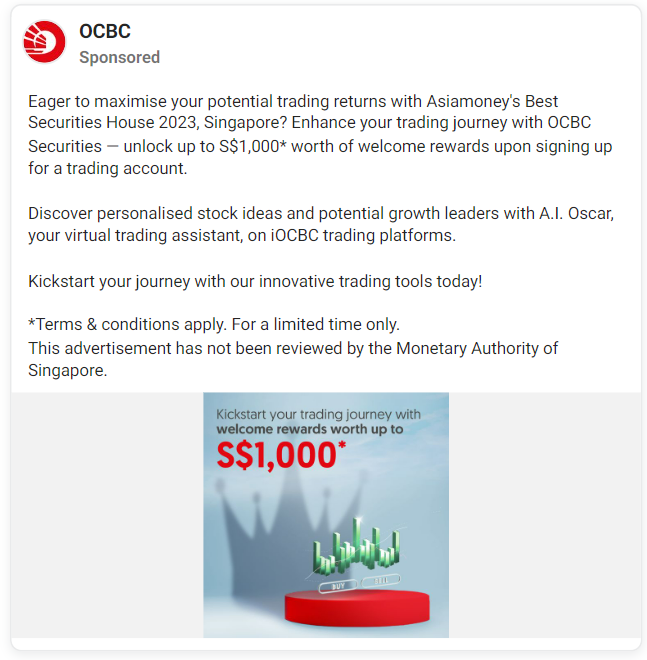 OCBC
Sponsored
Eager to maximise your potential trading returns with Asiamoney's Best
Securities House 2023, Singapore? Enhance your trading journey with OCBC
Securities — unlock up to S$1,000* worth of welcome rewards upon signing up
for a trading account.
Discover personalised stock ideas and potential growth leaders with A.I. Oscar,
your virtual trading assistant, on iOCBC trading platforms.
Kickstart your journey with our innovative trading tools today!
*Terms & conditions apply. For a limited time only.
This advertisement has not been reviewed by the Monetary Authority of
Singapore.
Kickstart your trading journey with
welcome rewards worth up to
S$1,000*
BUY